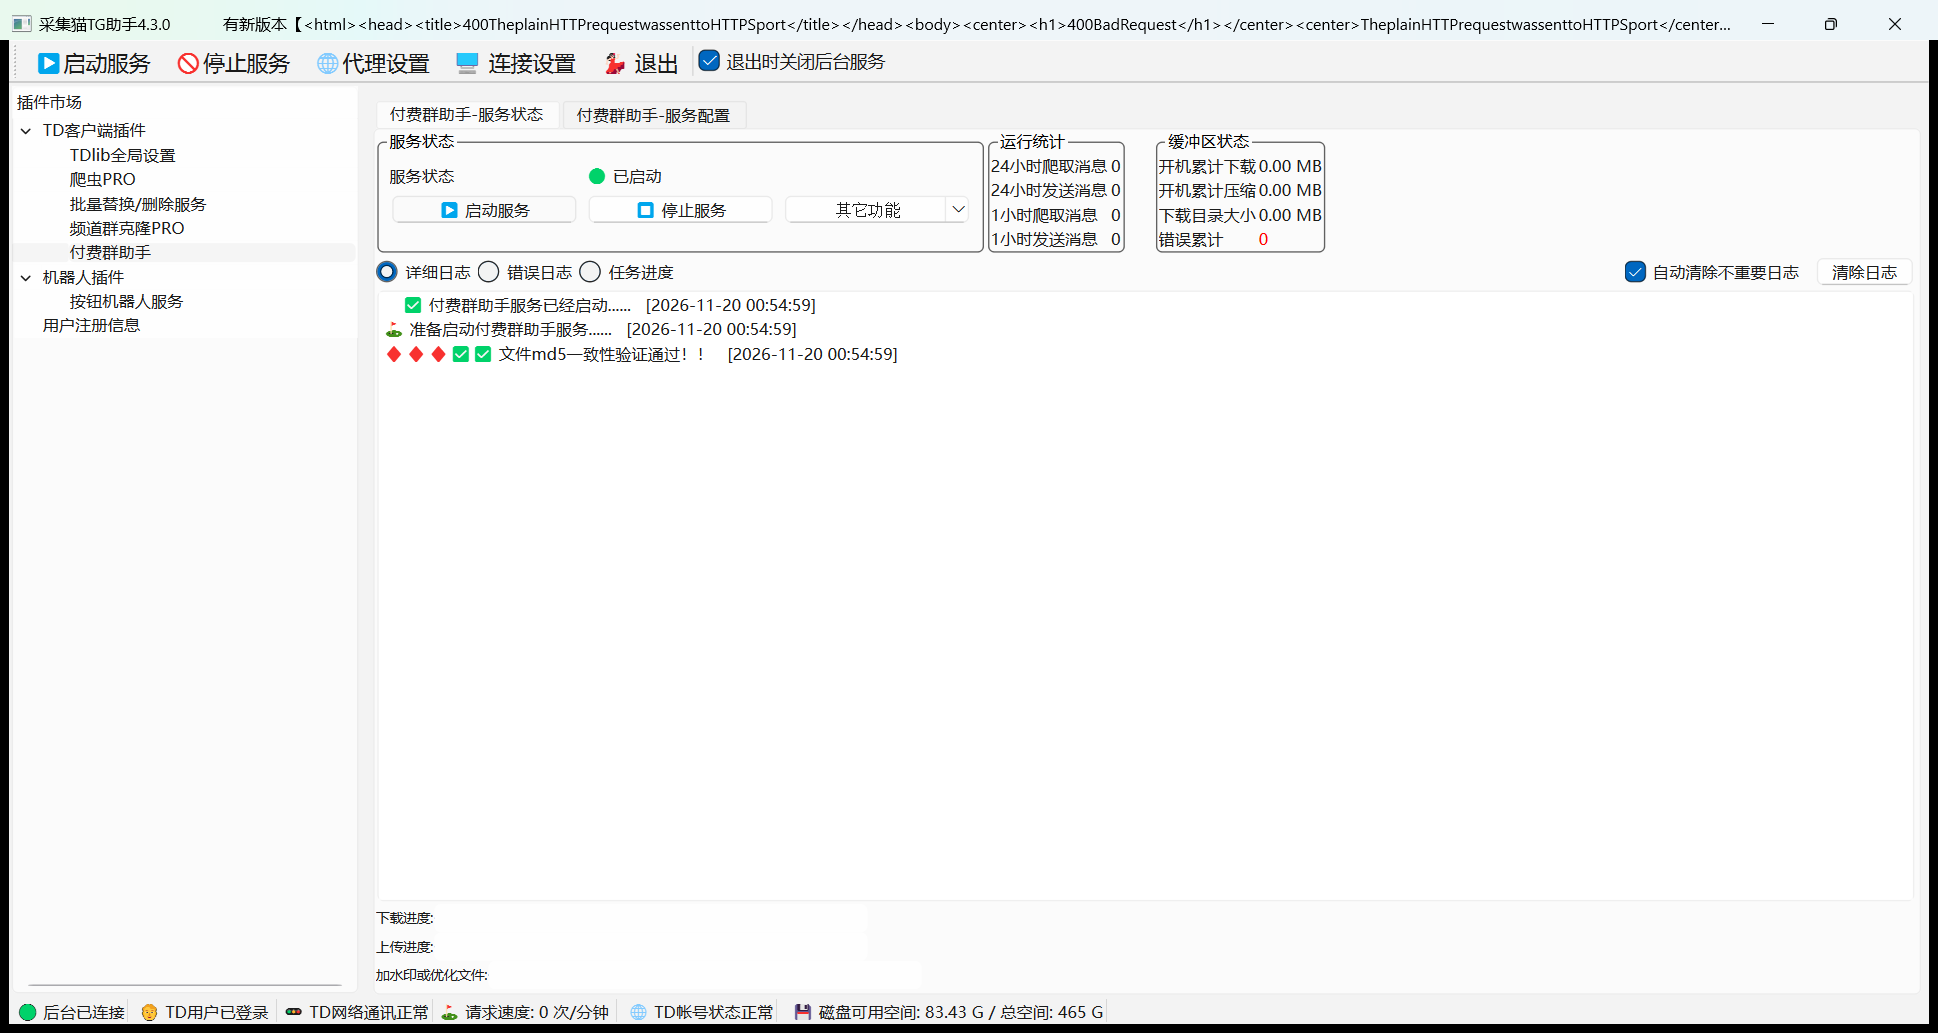 采集猫TG助手4.3.0 有新版本【<html><head><title>400TheplainHTTPrequestwassenttoHTTPSport</title></head><body><center><h1>400BadRequest</h1></center><center>TheplainHTTPrequestwassenttoHTTPSport</center...
启动服务 停止服务 代理设置 连接设置 退出 退出时关闭后台服务
插件市场
TD客户端插件
TDlib全局设置
爬虫PRO
批量替换/删除服务
频道群克隆PRO
付费群助手
机器人插件
按钮机器人服务
用户注册信息
付费群助手-服务状态 付费群助手-服务配置
服务状态
服务状态 已启动
启动服务 停止服务 其它功能
运行统计
24小时爬取消息 0
24小时发送消息 0
1小时爬取消息 0
1小时发送消息 0
缓冲区状态
开机累计下载 0.00 MB
开机累计压缩 0.00 MB
下载目录大小 0.00 MB
错误累计 0
详细日志 错误日志 任务进度 自动清除不重要日志 清除日志
✅ 付费群助手服务已经启动...... [2026-11-20 00:54:59]
⛳ 准备启动付费群助手服务...... [2026-11-20 00:54:59]
♦️♦️♦️✅✅ 文件md5一致性验证通过！！ [2026-11-20 00:54:59]
下载进度:
上传进度:
加水印或优化文件:
后台已连接 TD用户已登录 TD网络通讯正常 请求速度: 0 次/分钟 TD帐号状态正常 磁盘可用空间: 83.43 G / 总空间: 465 G